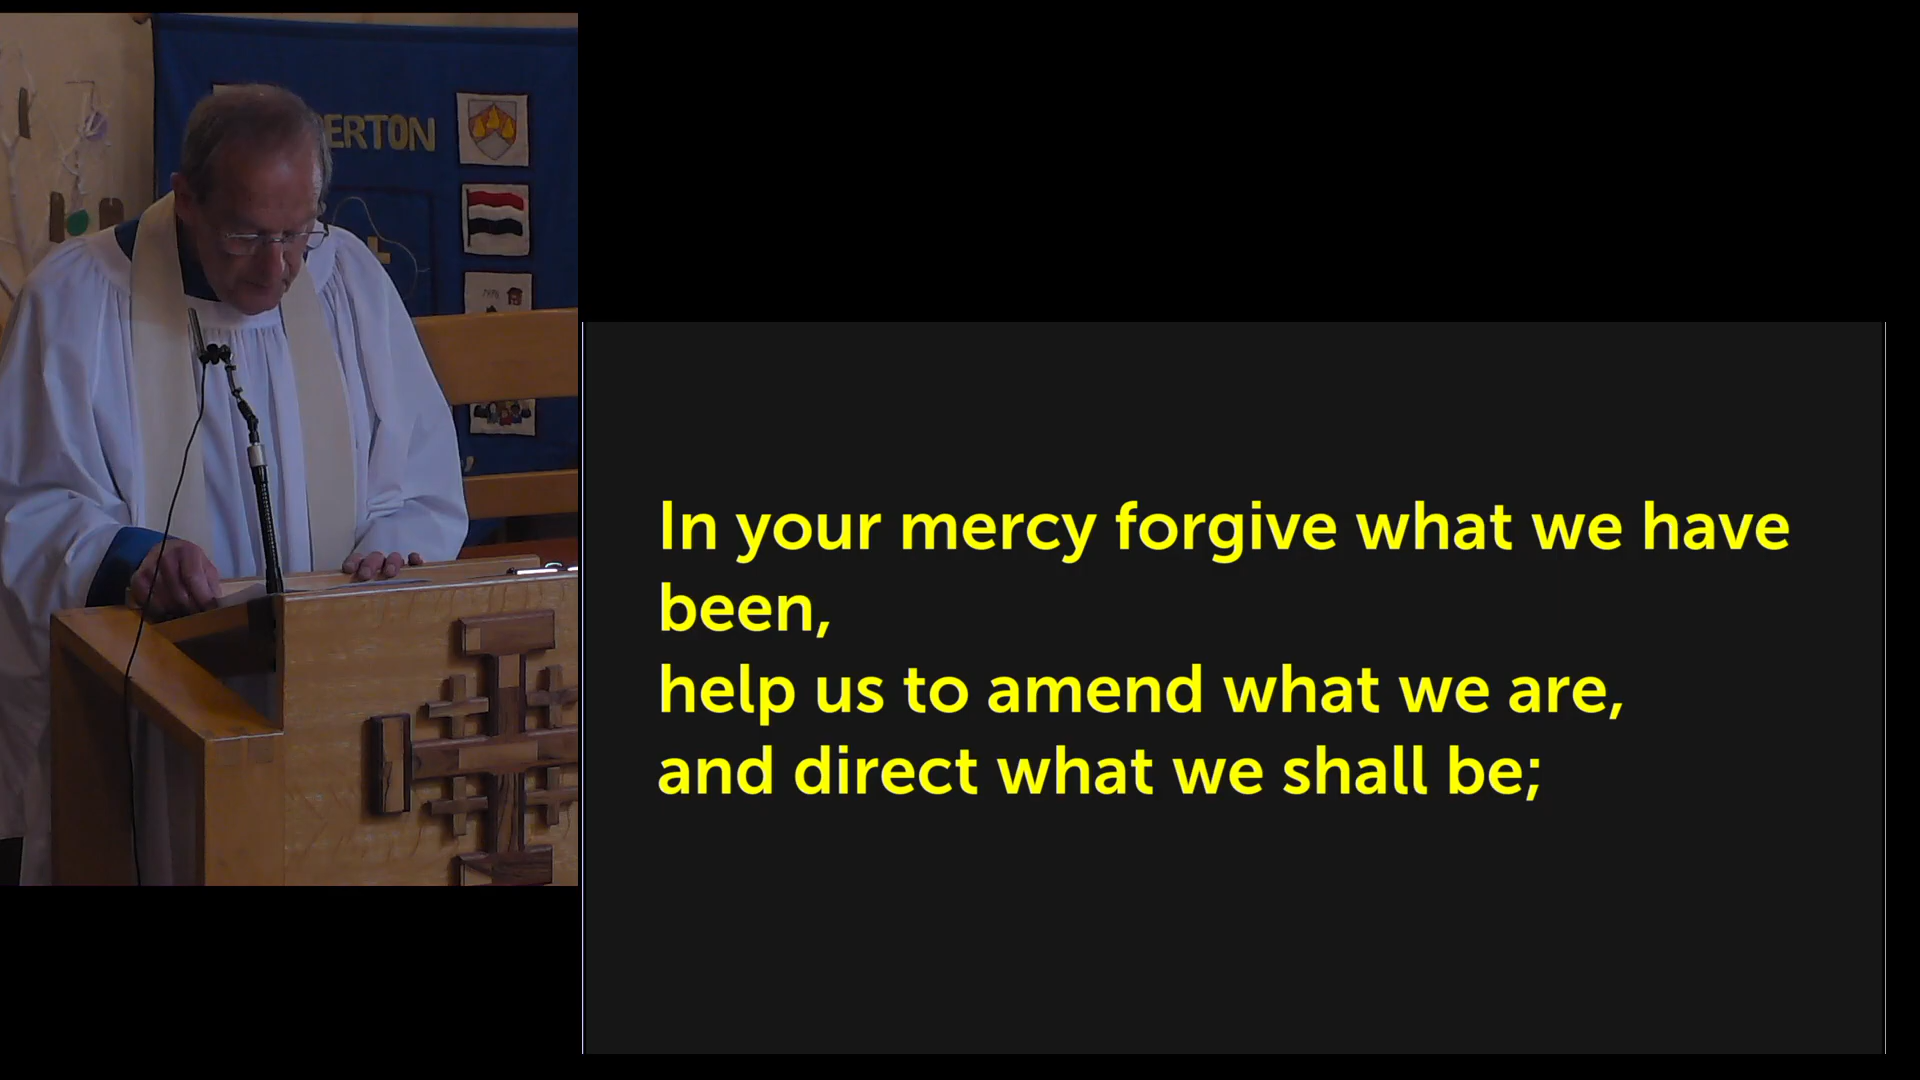 ERTON
In your mercy forgive what we have
been,
help us to amend what we are,
and direct what we shall be;